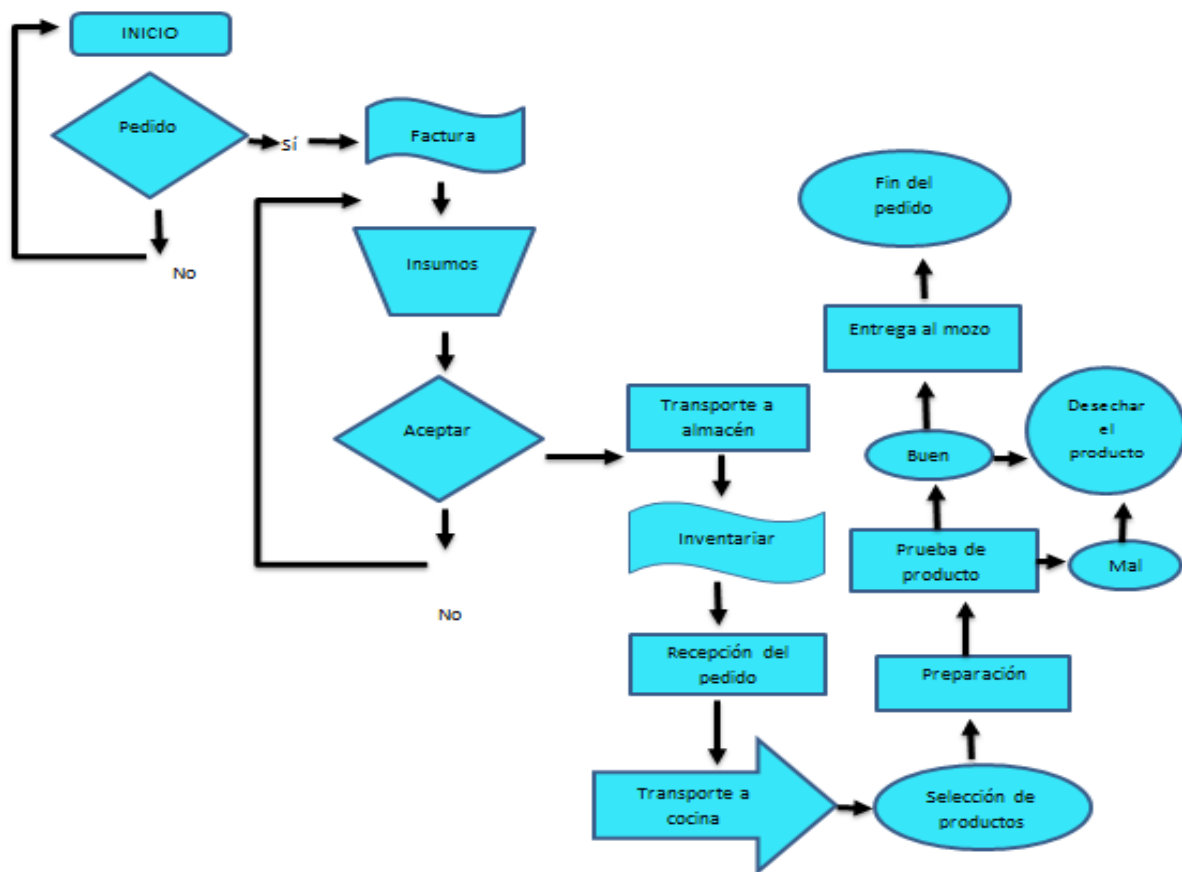 INICIO
Pedido
Sí
Factura
No
Insumos
Aceptar
No
Transporte a
almacén
Inventariar
Recepción del
pedido
Transporte a
cocina
Selección de
productos
Preparación
Prueba de
producto
Mal
Buen
Desechar
el
producto
Entrega al mozo
Fin del
pedido